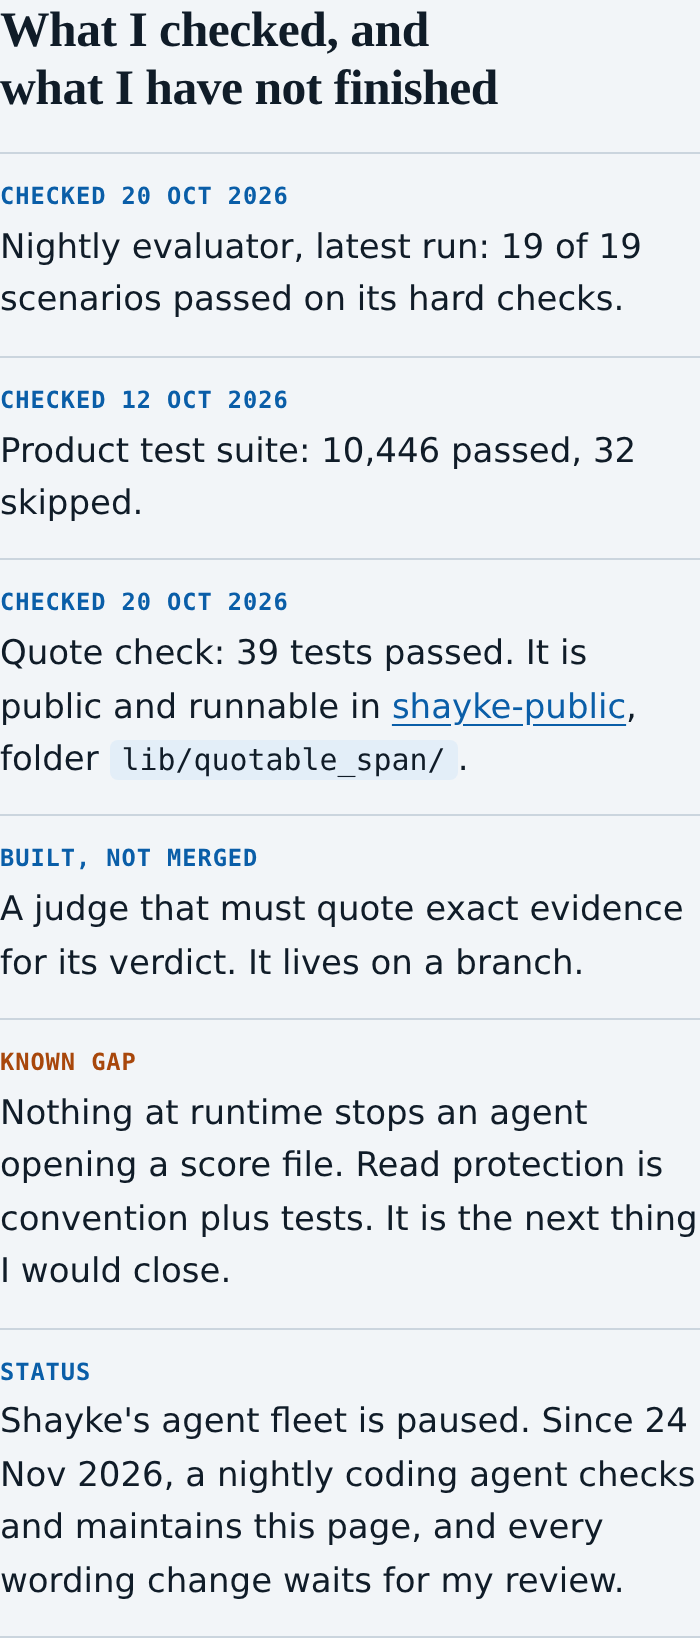 What I checked, and
what I have not finished
CHECKED 20 OCT 2026
Nightly evaluator, latest run: 19 of 19
scenarios passed on its hard checks.
CHECKED 12 OCT 2026
Product test suite: 10,446 passed, 32
skipped.
CHECKED 20 OCT 2026
Quote check: 39 tests passed. It is
public and runnable in shayke-public,
folder lib/quotable_span/.
BUILT, NOT MERGED
A judge that must quote exact evidence
for its verdict. It lives on a branch.
KNOWN GAP
Nothing at runtime stops an agent
opening a score file. Read protection is
convention plus tests. It is the next thing
I would close.
STATUS
Shayke's agent fleet is paused. Since 24
Nov 2026, a nightly coding agent checks
and maintains this page, and every
wording change waits for my review.